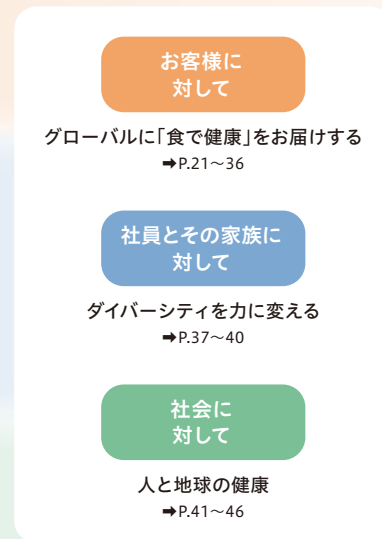 お客様に
対して
グローバルに「食で健康」をお届けする
➡P.21〜36
社員とその家族に
対して
ダイバーシティを力に変える
➡P.37〜40
社会に
対して
人と地球の健康
➡P.41〜46